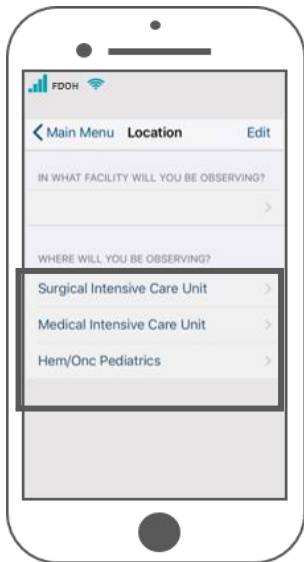 FDOH
Main Menu Location Edit
IN WHAT FACILITY WILL YOU BE OBSERVING?
WHERE WILL YOU BE OBSERVING?
Surgical Intensive Care Unit
Medical Intensive Care Unit
Hem/Onc Pediatrics